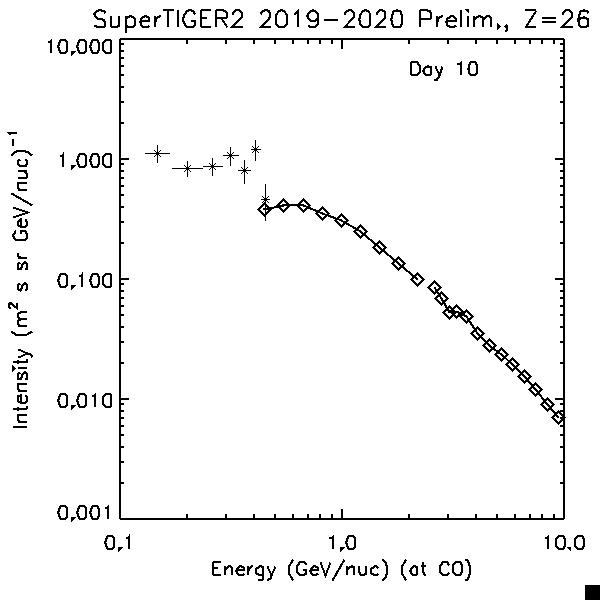 SuperTIGER2 2019-2020 Prelim., Z=26
Day 10
10,000
1,000
0,100
0,010
0,001
Intensity (m² s sr GeV/nuc)⁻¹
0,1
1,0
10,0
Energy (GeV/nuc) (at CO)